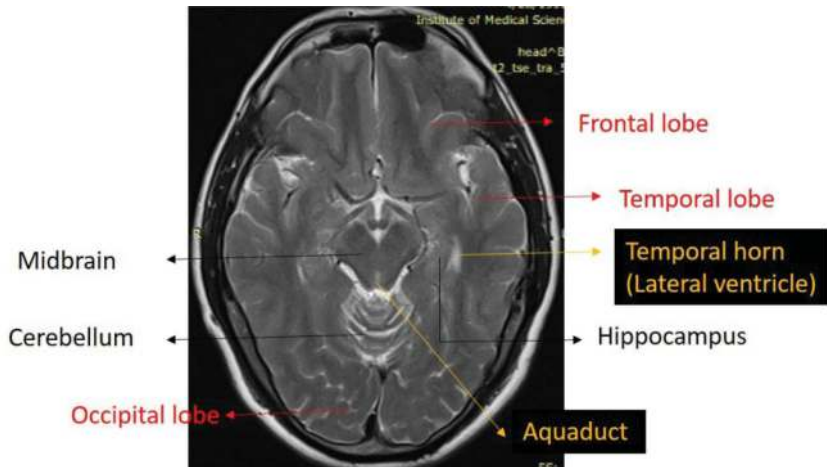 Institute of Medical Scien
head^B
t2_tse_tra_5
Frontal lobe
Temporal lobe
R
Temporal horn
(Lateral ventricle)
Midbrain
Cerebellum
Hippocampus
Occipital lobe
Aquaduct